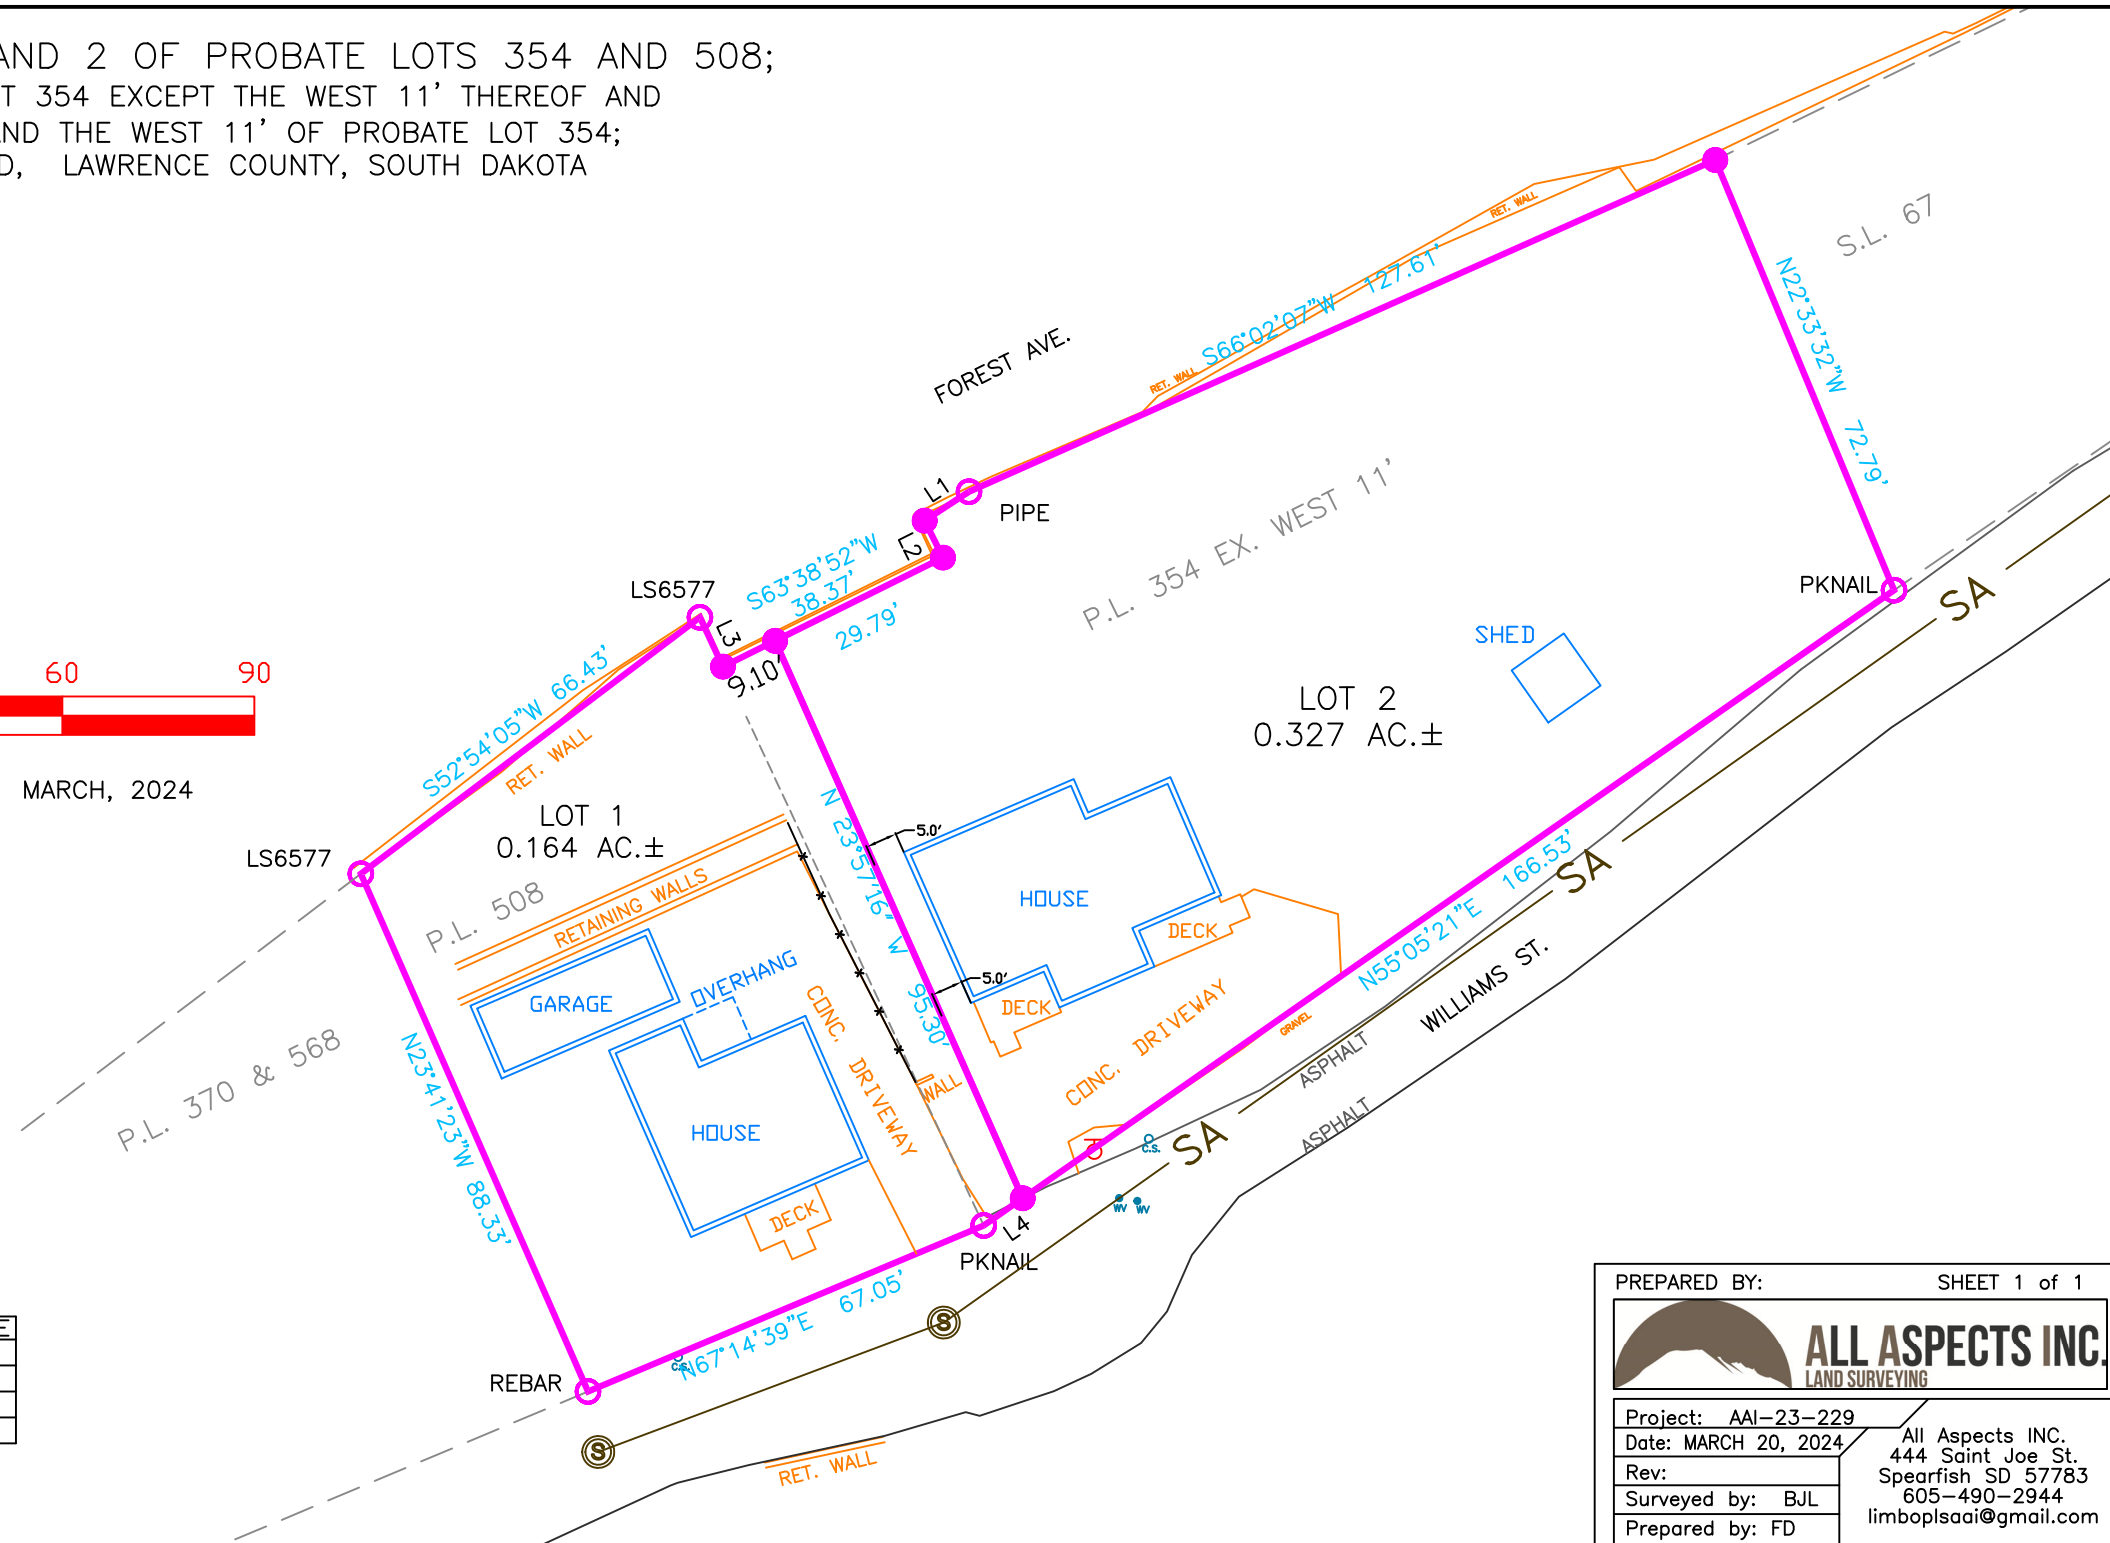 AND 2 OF PROBATE LOTS 354 AND 508;
T 354 EXCEPT THE WEST 11' THEREOF AND
ND THE WEST 11' OF PROBATE LOT 354;
D, LAWRENCE COUNTY, SOUTH DAKOTA
RET. WALL
S.L. 67
N22°33'32"W 72.79'
S66°02'07"W 127.61'
FOREST AVE.
RET. WALL
L1
PIPE
L2
P.L. 354 EX. WEST 11'
S63°38'52"W
38.37'
29.79'
LS6577
L3
9.10'
PKNAIL
SA
SHED
60 90
S52°54'05"W 66.43'
RET. WALL
LOT 2
0.327 AC.±
MARCH, 2024
LOT 1
0.164 AC.±
LS6577
P.L. 508
RETAINING WALLS
N 23°57'16" W 95.30'
5.0'
5.0'
HOUSE
DECK
DECK
166.53'
N55°05'21"E
SA
GARAGE
OVERHANG
CONC. DRIVEWAY
CONC. DRIVEWAY
GRAVEL
WILLIAMS ST.
ASPHALT
ASPHALT
P.L. 370 & 568
N23°41'23"W 88.33'
HOUSE
WALL
DECK
C.S.
SA
WV
WV
L4
PKNAIL
N67°14'39"E 67.05'
C.S.
REBAR
S
S
RET. WALL
E
PREPARED BY: SHEET 1 of 1
ALL ASPECTS INC.
LAND SURVEYING
Project: AAI-23-229
Date: MARCH 20, 2024
Rev:
Surveyed by: BJL
Prepared by: FD
All Aspects INC.
444 Saint Joe St.
Spearfish SD 57783
605-490-2944
limboplsaai@gmail.com